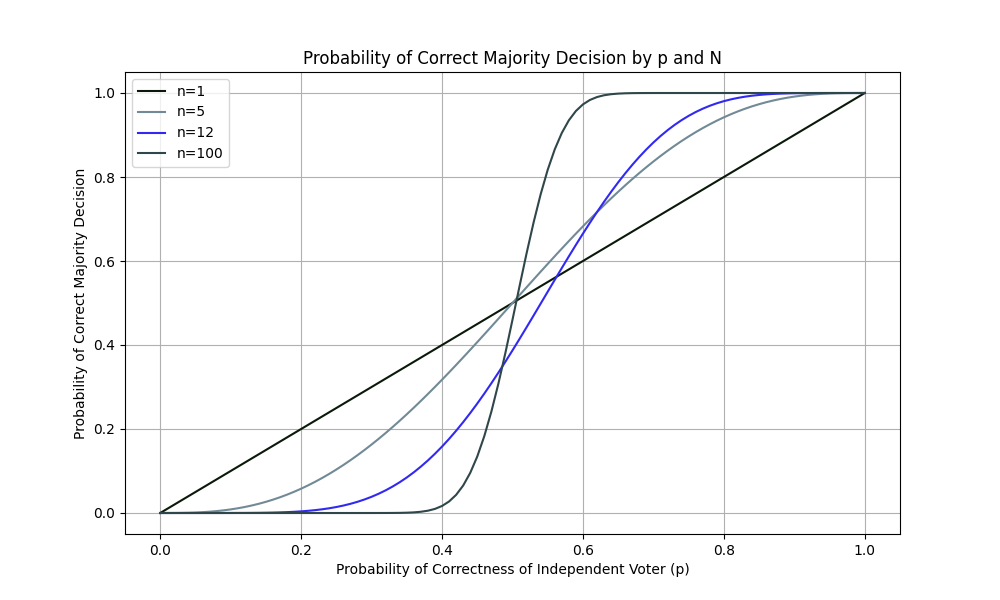 Probability of Correct Majority Decision by p and N
n=1
n=5
n=12
n=100
Probability of Correct Majority Decision
1.0
0.8
0.6
0.4
0.2
0.0
0.0 0.2 0.4 0.6 0.8 1.0
Probability of Correctness of Independent Voter (p)